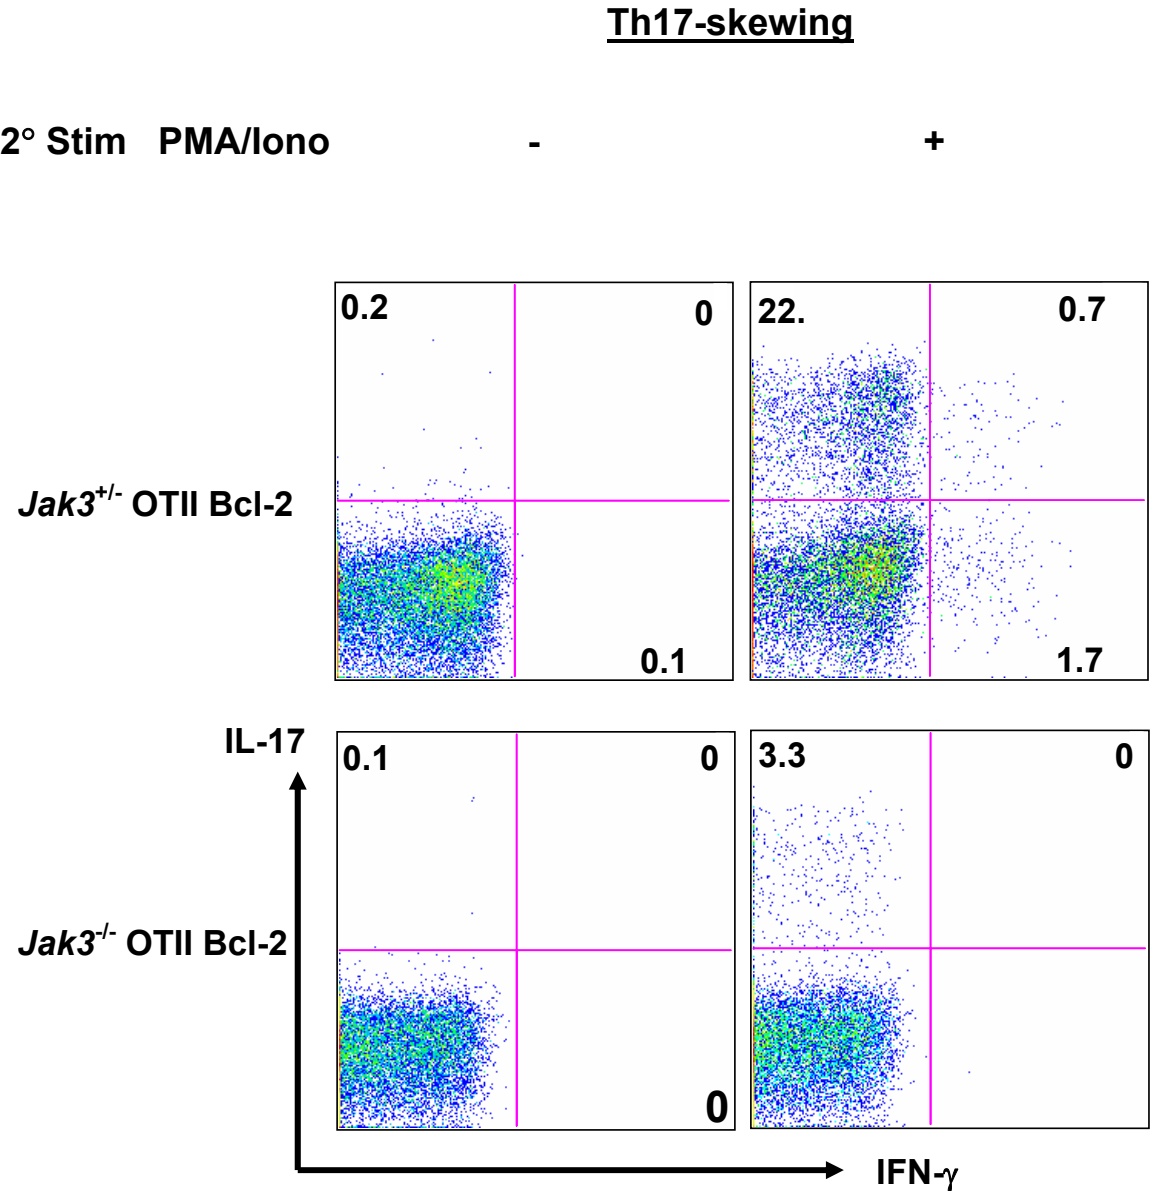 Th17-skewing
2° Stim PMA/Iono - +
0.2 0 22. 0.7
Jak3+/- OTII Bcl-2
0.1 1.7
IL-17
0.1 0 3.3 0
Jak3-/- OTII Bcl-2
0
IFN-γ